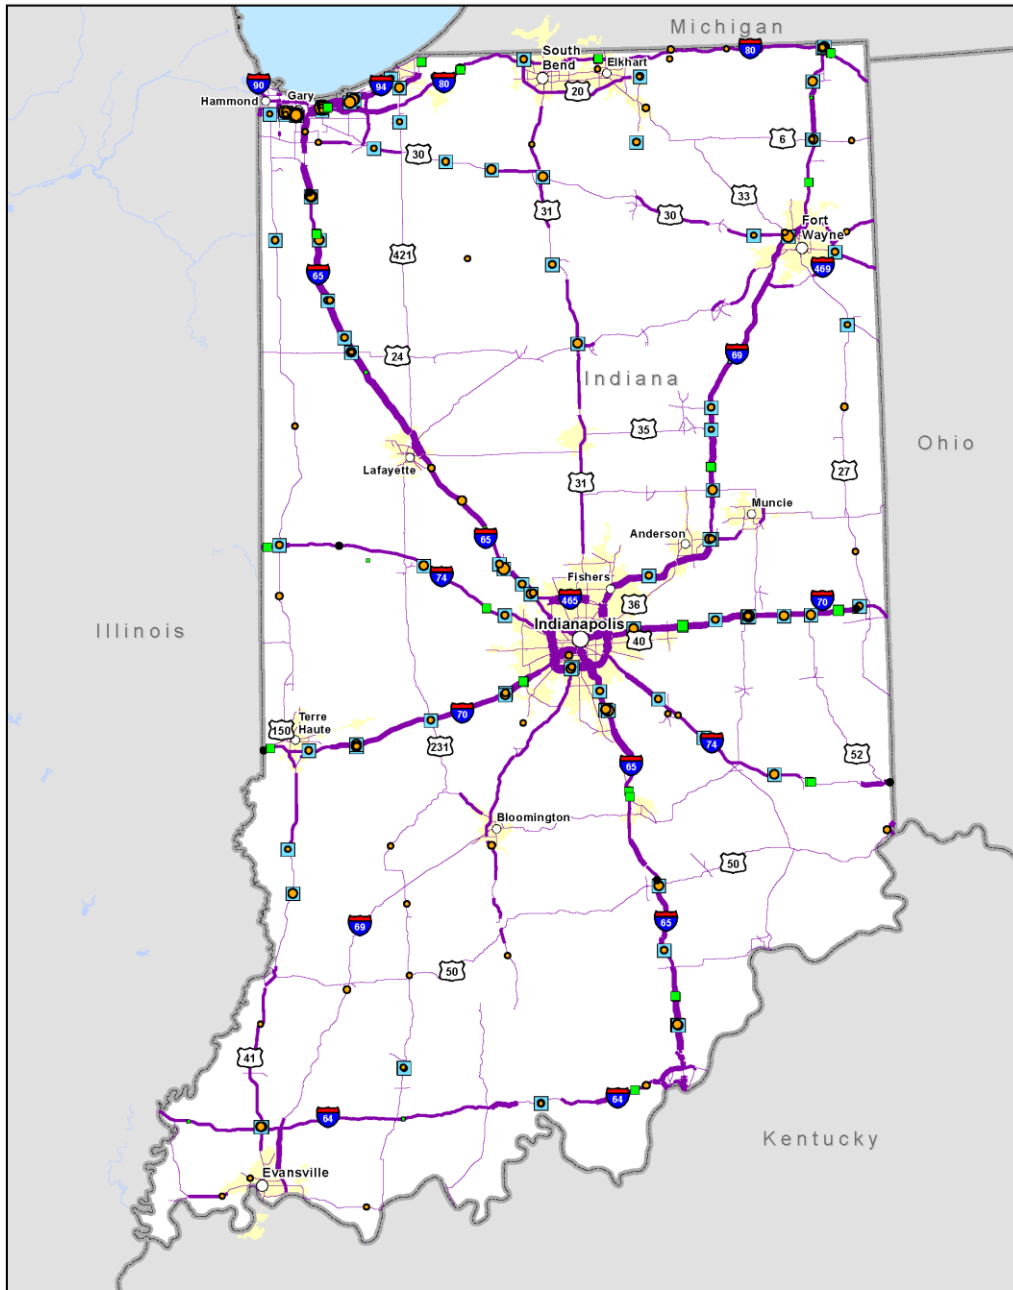 Michigan
80
South
Bend
Elkhart
90
94
80
20
Hammond
Gary
6
30
33
31
30
Fort
Wayne
421
469
65
24
69
Indiana
35
Ohio
27
Lafayette
31
Muncie
Anderson
65
74
Fishers
465
36
70
Indianapolis
40
Illinois
Terre
Haute
150
70
231
74
52
65
Bloomington
50
69
65
50
41
64
64
Kentucky
Evansville